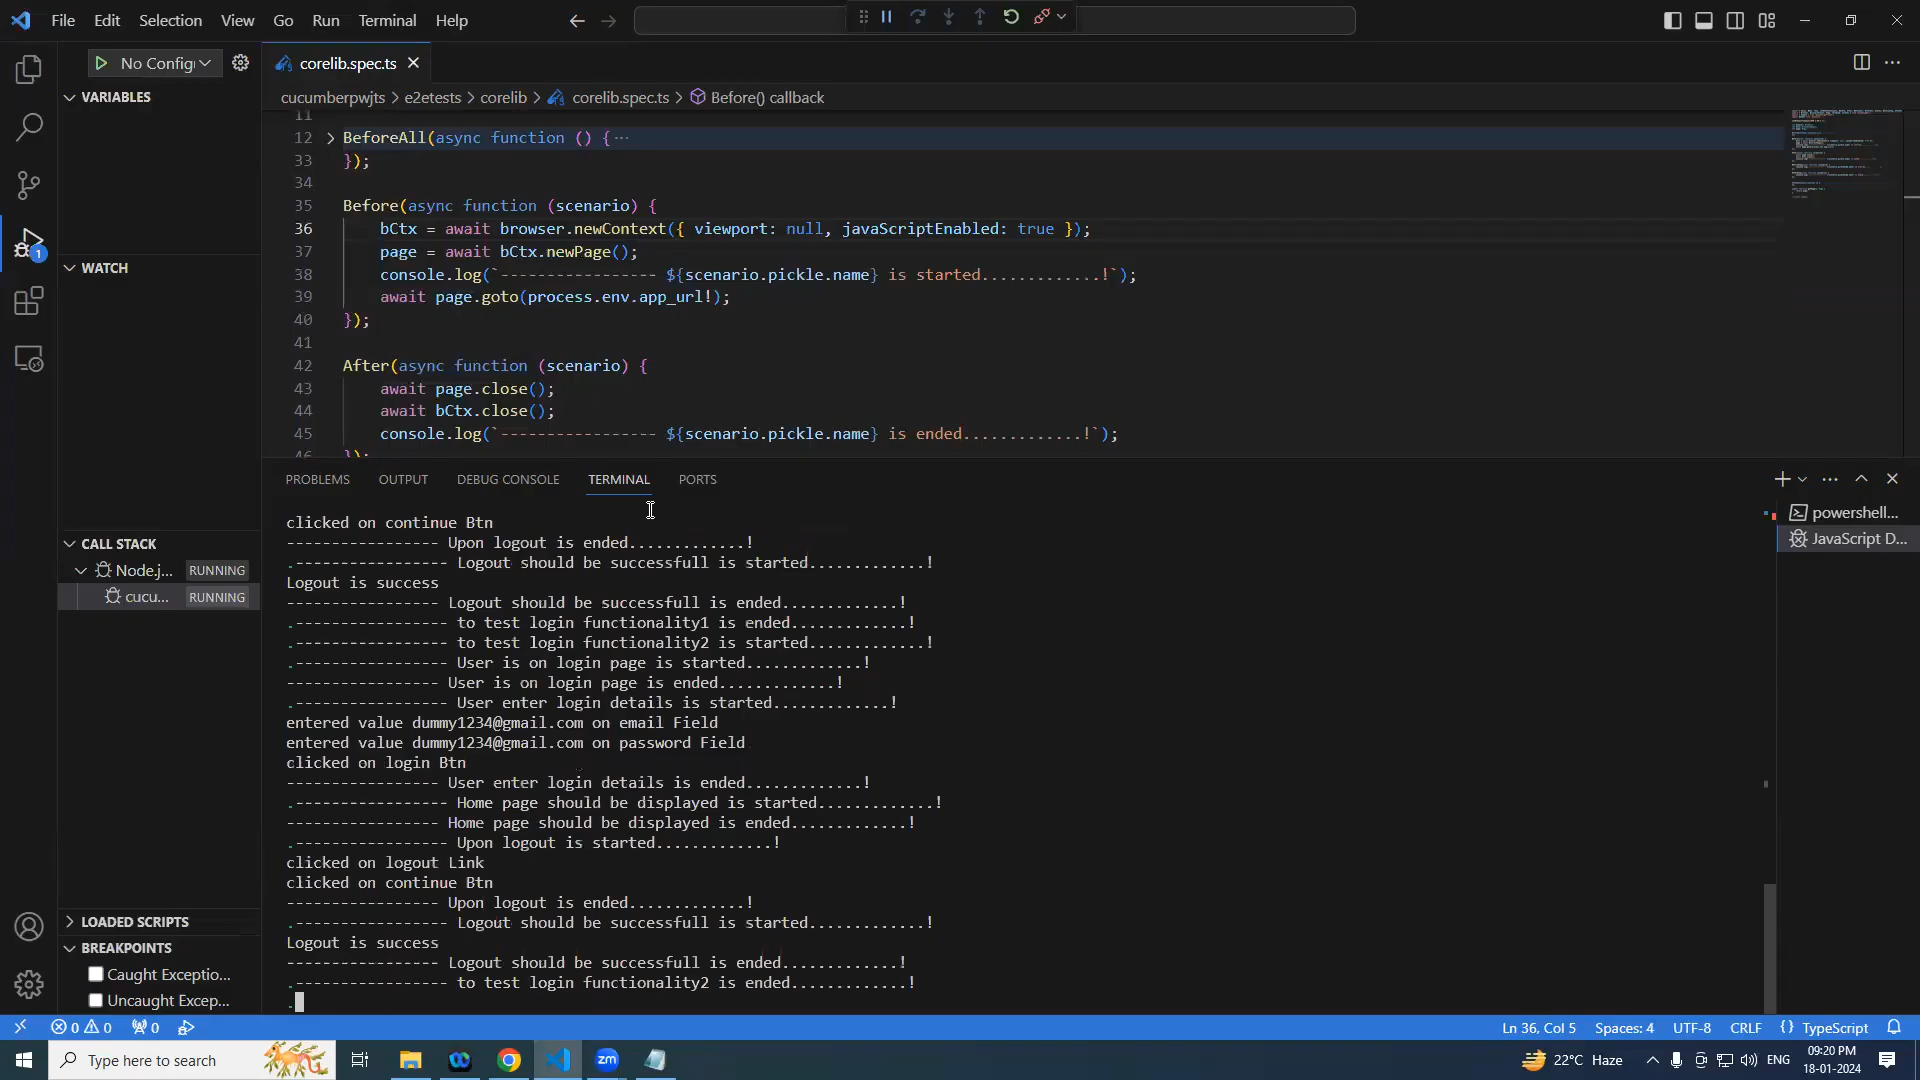 File Edit Selection View Go Run Terminal Help
No Config
corelib.spec.ts
VARIABLES
cucumberpwjts > e2etests > corelib > corelib.spec.ts > Before() callback
11
12 BeforeAll(async function () { ···
33 });
34
35 Before(async function (scenario) {
36 bCtx = await browser.newContext({ viewport: null, javaScriptEnabled: true });
37 page = await bCtx.newPage();
38 console.log(`----------------- ${scenario.pickle.name} is started.............!`);
39 await page.goto(process.env.app_url!);
40 });
41
42 After(async function (scenario) {
43 await page.close();
44 await bCtx.close();
45 console.log(`----------------- ${scenario.pickle.name} is ended.............!`);
46 });
WATCH
CALL STACK
Node.j... RUNNING
cucu... RUNNING
LOADED SCRIPTS
BREAKPOINTS
Caught Exceptio...
Uncaught Excep...
1
PROBLEMS OUTPUT DEBUG CONSOLE TERMINAL PORTS
powershell...
JavaScript D...
clicked on continue Btn
----------------- Upon logout is ended.............!
.----------------- Logout should be successfull is started.............!
Logout is success
----------------- Logout should be successfull is ended.............!
.----------------- to test login functionality1 is ended.............!
.----------------- to test login functionality2 is started.............!
.----------------- User is on login page is started.............!
----------------- User is on login page is ended.............!
.----------------- User enter login details is started.............!
entered value dummy1234@gmail.com on email Field
entered value dummy1234@gmail.com on password Field
clicked on login Btn
----------------- User enter login details is ended.............!
.----------------- Home page should be displayed is started.............!
----------------- Home page should be displayed is ended.............!
.----------------- Upon logout is started.............!
clicked on logout Link
clicked on continue Btn
----------------- Upon logout is ended.............!
.----------------- Logout should be successfull is started.............!
Logout is success
----------------- Logout should be successfull is ended.............!
.----------------- to test login functionality2 is ended.............!
.
0 0 0 Ln 36, Col 5 Spaces: 4 UTF-8 CRLF {} TypeScript
Type here to search
zm
22°C Haze ENG 09:20 PM
18-01-2024